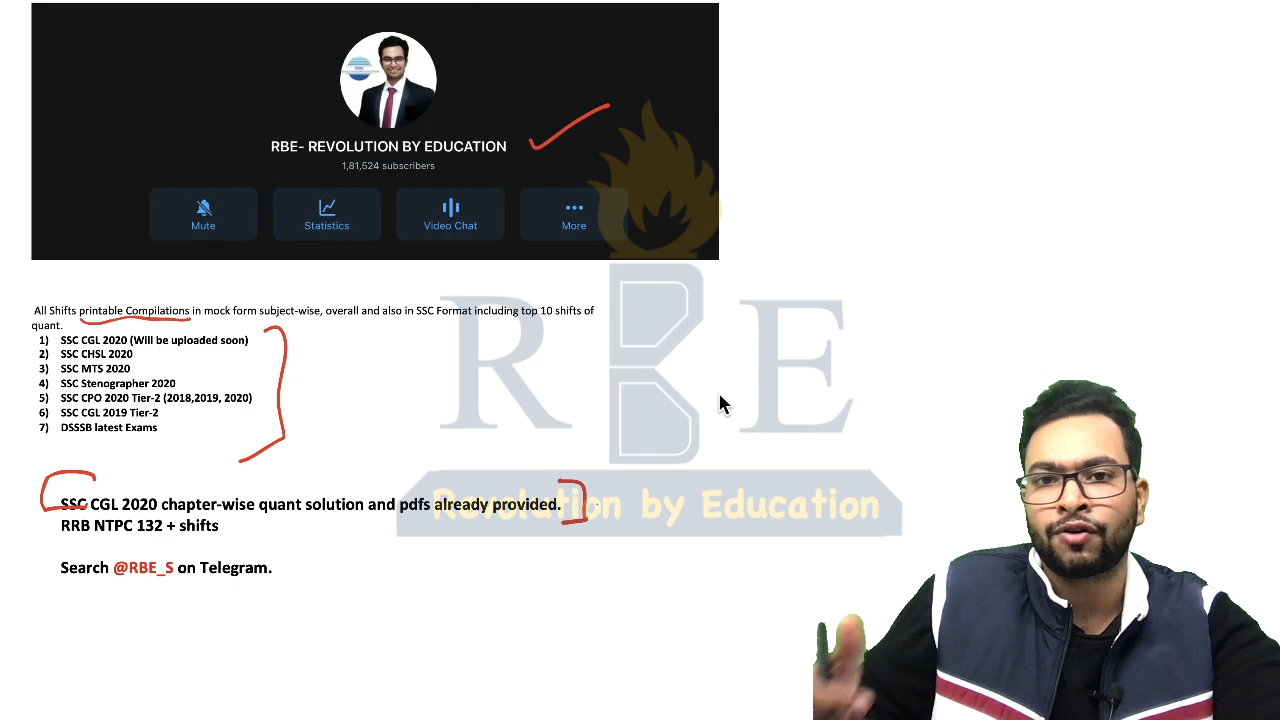 RBE- REVOLUTION BY EDUCATION
1,81,524 subscribers
Mute
Statistics
Video Chat
More
All Shifts printable Compilations in mock form subject-wise, overall and also in SSC Format including top 10 shifts of
quant.
1) SSC CGL 2020 (Will be uploaded soon)
2) SSC CHSL 2020
3) SSC MTS 2020
4) SSC Stenographer 2020
5) SSC CPO 2020 Tier-2 (2018,2019, 2020)
6) SSC CGL 2019 Tier-2
7) DSSSB latest Exams
RBE
SSC CGL 2020 chapter-wise quant solution and pdfs already provided.
Revolution by Education
RRB NTPC 132 + shifts
Search @RBE_S on Telegram.